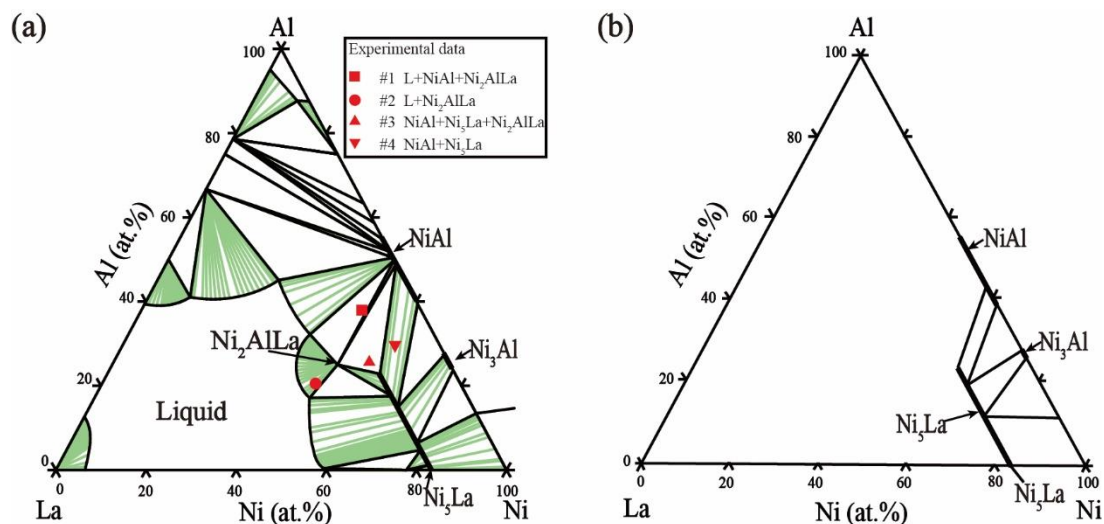 (a)
Al
100
Experimental data
#1 L+NiAl+Ni₂AlLa
#2 L+Ni₂AlLa
#3 NiAl+Ni₅La+Ni₂AlLa
#4 NiAl+Ni₅La
80
60
Al (at.%)
NiAl
40
Ni₂AlLa
Ni₃Al
20
Liquid
0
La
0
20
40
60
80
100
Ni (at.%)
Ni₅La
Ni
(b)
Al
100
80
60
Al (at.%)
NiAl
40
Ni₃Al
20
Ni₅La
0
La
0
20
40
60
80
100
Ni (at.%)
Ni₅La
Ni